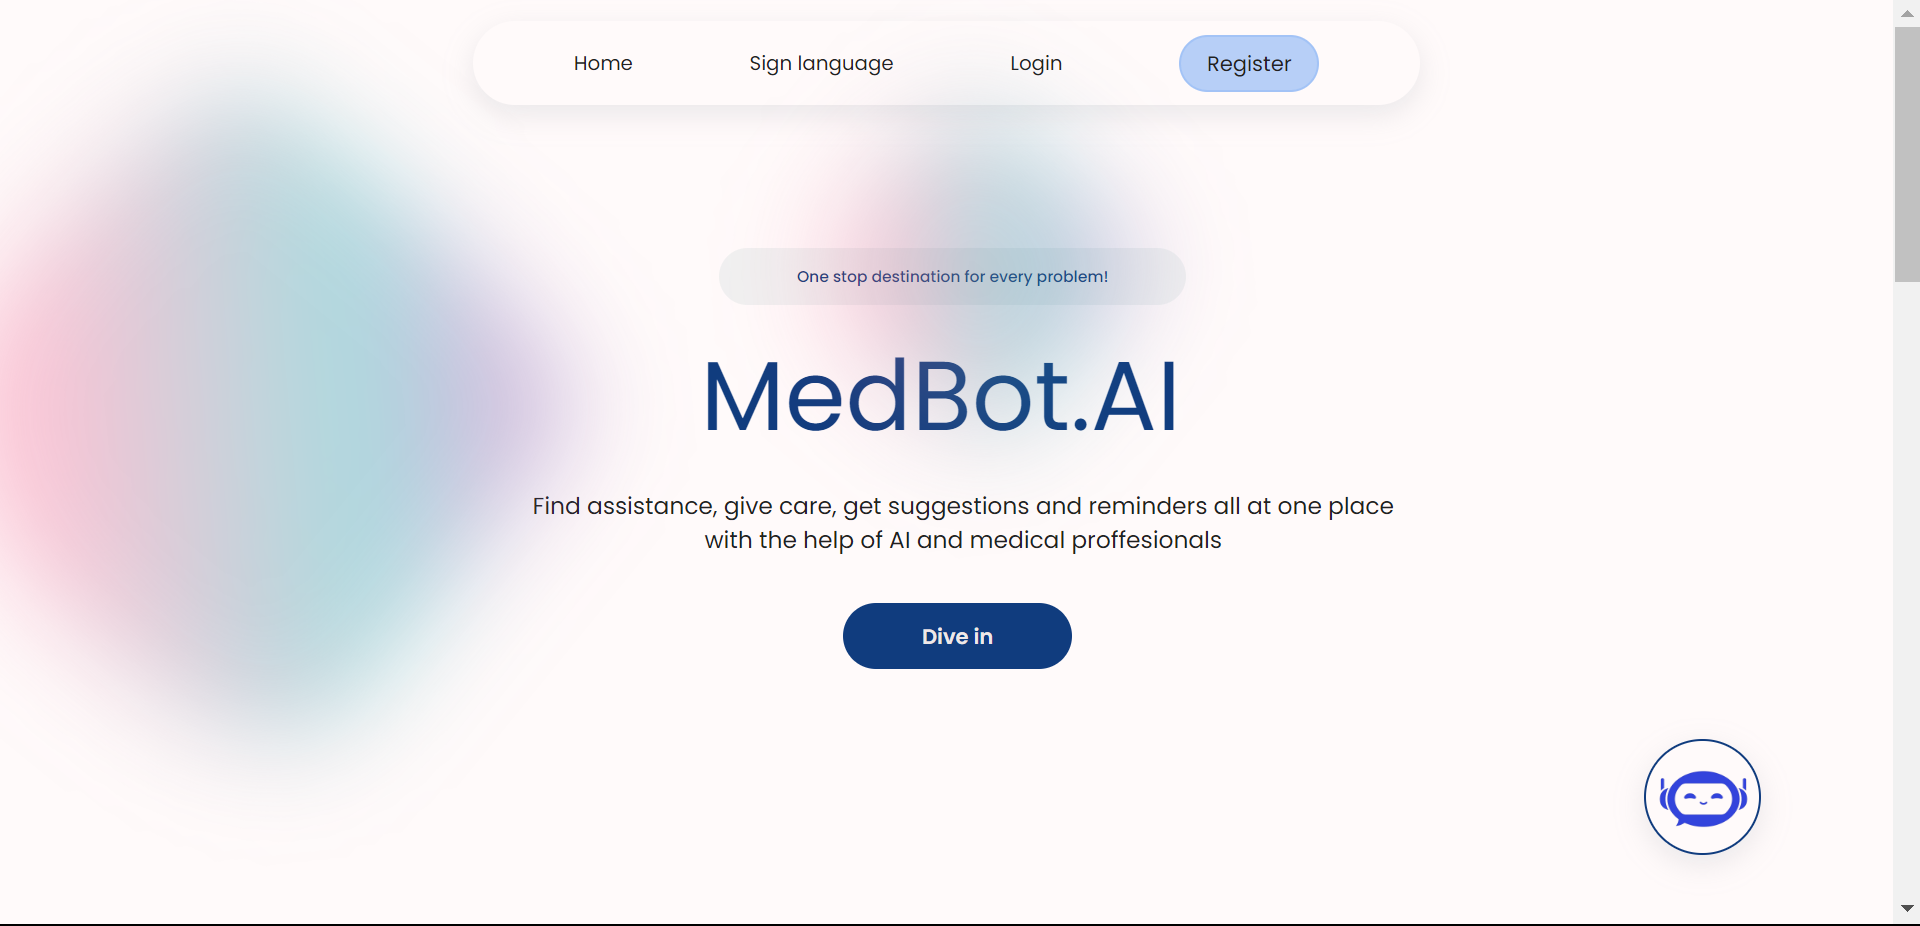 Home
Sign language
Login
Register
One stop destination for every problem!
MedBot.AI
Find assistance, give care, get suggestions and reminders all at one place
with the help of AI and medical proffesionals
Dive in